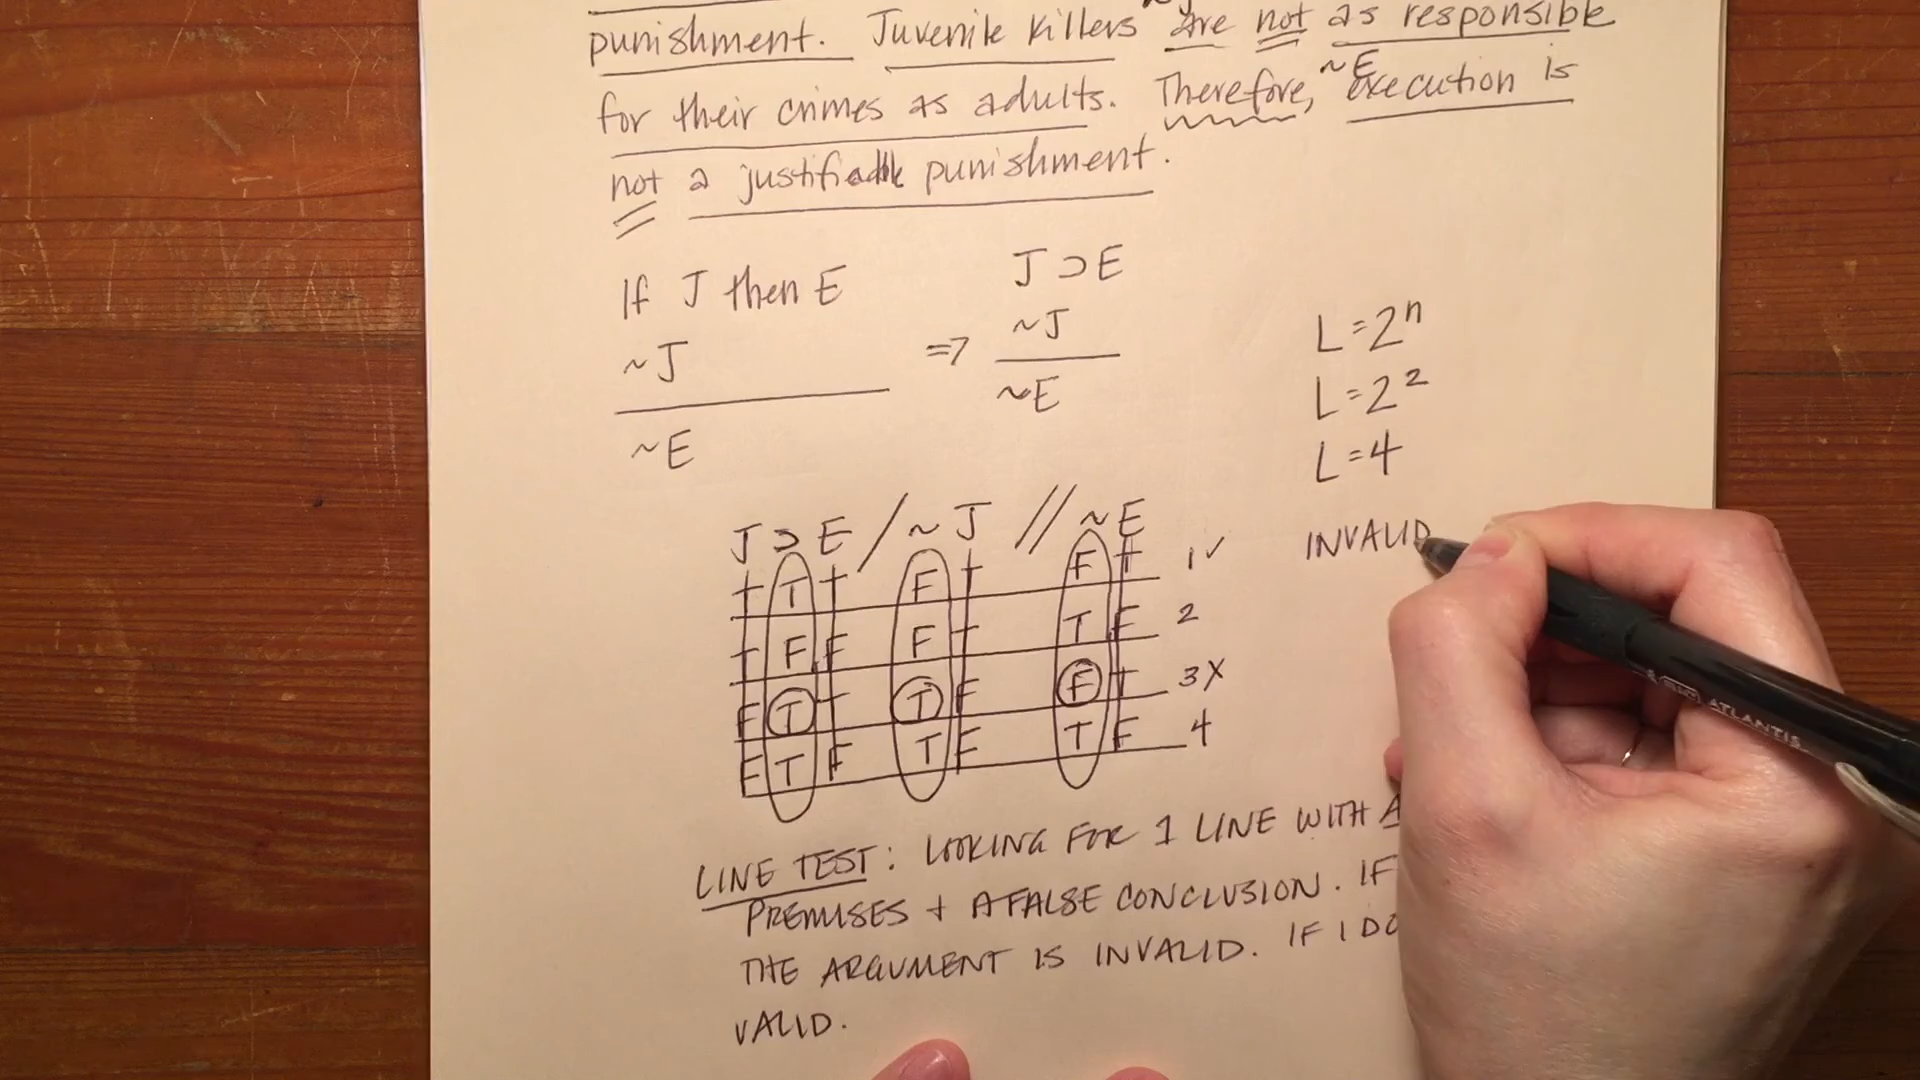 punishment. Juvenile killers ~J are not as responsible
for their crimes as adults. Therefore, ~E execution is
not a justifiable punishment.
If J then E
~J
~E
=>
J ⊃ E
~J
~E
L = 2ⁿ
L = 2²
L = 4
INVALID
J ⊃ E / ~ J // ~ E
T T T F T F T 1 ✓
T F F F T T F 2
F T T T F F T 3 X
F T F T F T F 4
LINE TEST: LOOKING FOR 1 LINE WITH
PREMISES + A FALSE CONCLUSION. IF
THE ARGUMENT IS INVALID. IF I DO
VALID.
BIC ATLANTIS